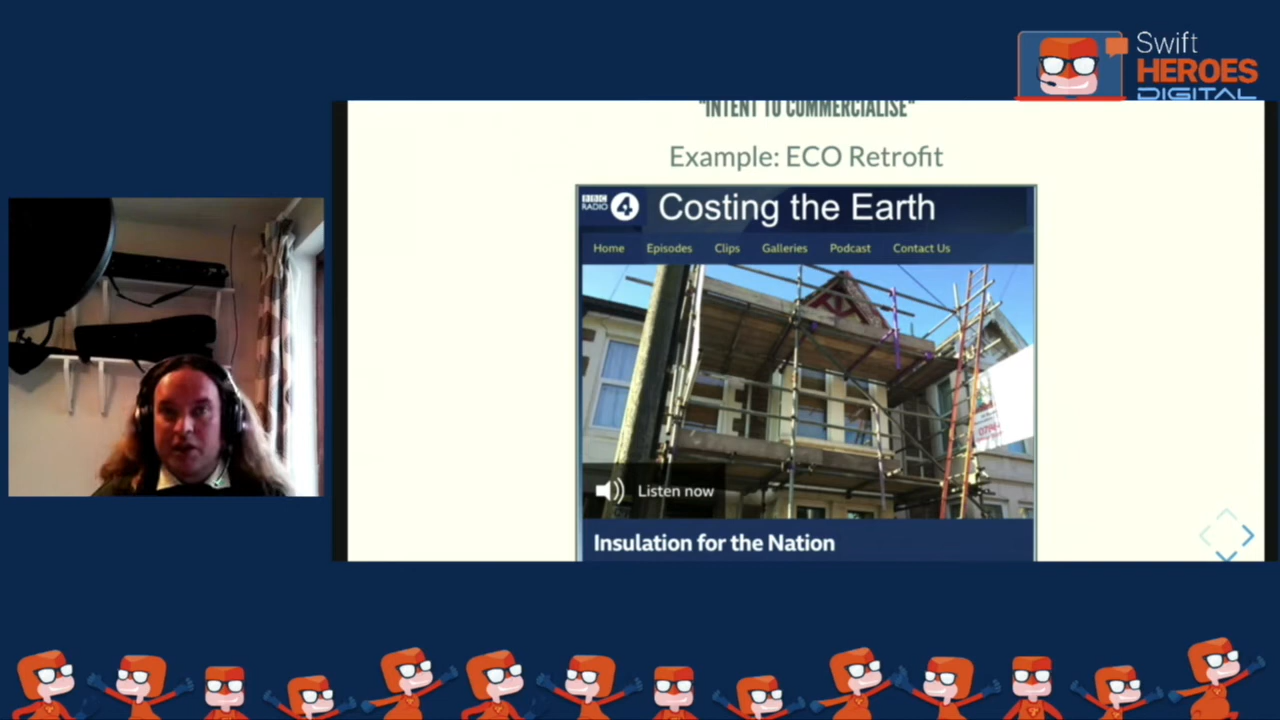 Swift
HEROES
DIGITAL
"INTENT TO COMMERCIALISE"
Example: ECO Retrofit
BBC
RADIO
4
Costing the Earth
Home Episodes Clips Galleries Podcast Contact Us
Listen now
Insulation for the Nation